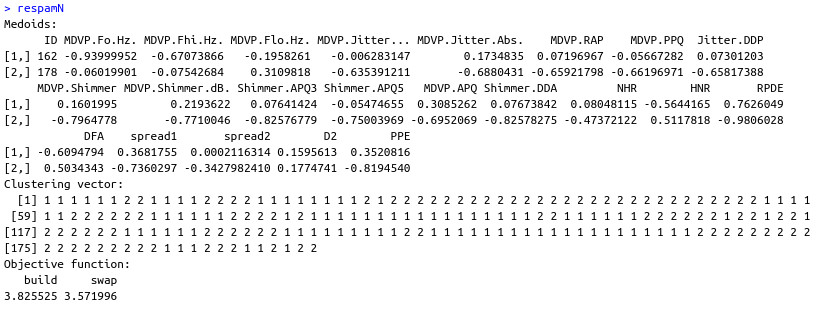 > respamN
Medoids:
ID MDVP.Fo.Hz. MDVP.Fhi.Hz. MDVP.Flo.Hz. MDVP.Jitter... MDVP.Jitter.Abs. MDVP.RAP MDVP.PPQ Jitter.DDP
[1,] 162 -0.93999952 -0.67073866 -0.1958261 -0.006283147 0.1734835 0.07196967 -0.05667282 0.07301203
[2,] 178 -0.06019901 -0.07542684 0.3109818 -0.635391211 -0.6880431 -0.65921798 -0.66196971 -0.65817388
MDVP.Shimmer MDVP.Shimmer.dB. Shimmer.APQ3 Shimmer.APQ5 MDVP.APQ Shimmer.DDA NHR HNR RPDE
[1,] 0.1601995 0.2193622 0.07641424 -0.05474655 0.3085262 0.07673842 0.08048115 -0.5644165 0.7626049
[2,] -0.7964778 -0.7710046 -0.82576779 -0.75003969 -0.6952069 -0.82578275 -0.47372122 0.5117818 -0.9806028
DFA spread1 spread2 D2 PPE
[1,] -0.6094794 0.3681755 0.0002116314 0.1595613 0.3520816
[2,] 0.5034343 -0.7360297 -0.3427982410 0.1774741 -0.8194540
Clustering vector:
[1] 1 1 1 1 1 1 2 2 1 1 1 1 2 2 2 2 1 1 1 1 1 1 1 1 2 1 2 2 2 2 2 2 2 2 2 2 2 2 2 2 2 2 2 2 2 2 2 2 2 2 2 2 2 2 1 1 1 1
[59] 1 1 2 2 2 2 2 2 1 1 1 1 1 1 2 2 2 2 1 2 1 1 1 1 1 1 1 1 1 1 1 1 1 1 1 1 1 2 2 1 1 1 1 1 1 2 2 2 2 2 2 1 2 2 1 2 2 1
[117] 2 2 2 2 2 2 1 1 1 1 1 1 2 2 2 1 1 1 1 1 1 1 1 1 1 1 1 2 2 1 1 1 1 1 1 1 1 1 1 1 1 1 1 1 1 1 1 1 1 2 2 2 2 2 2 2 2 2
[175] 2 2 2 2 2 2 2 2 2 1 1 1 2 2 2 1 1 2 1 2 2
Objective function:
build swap
3.825525 3.571996